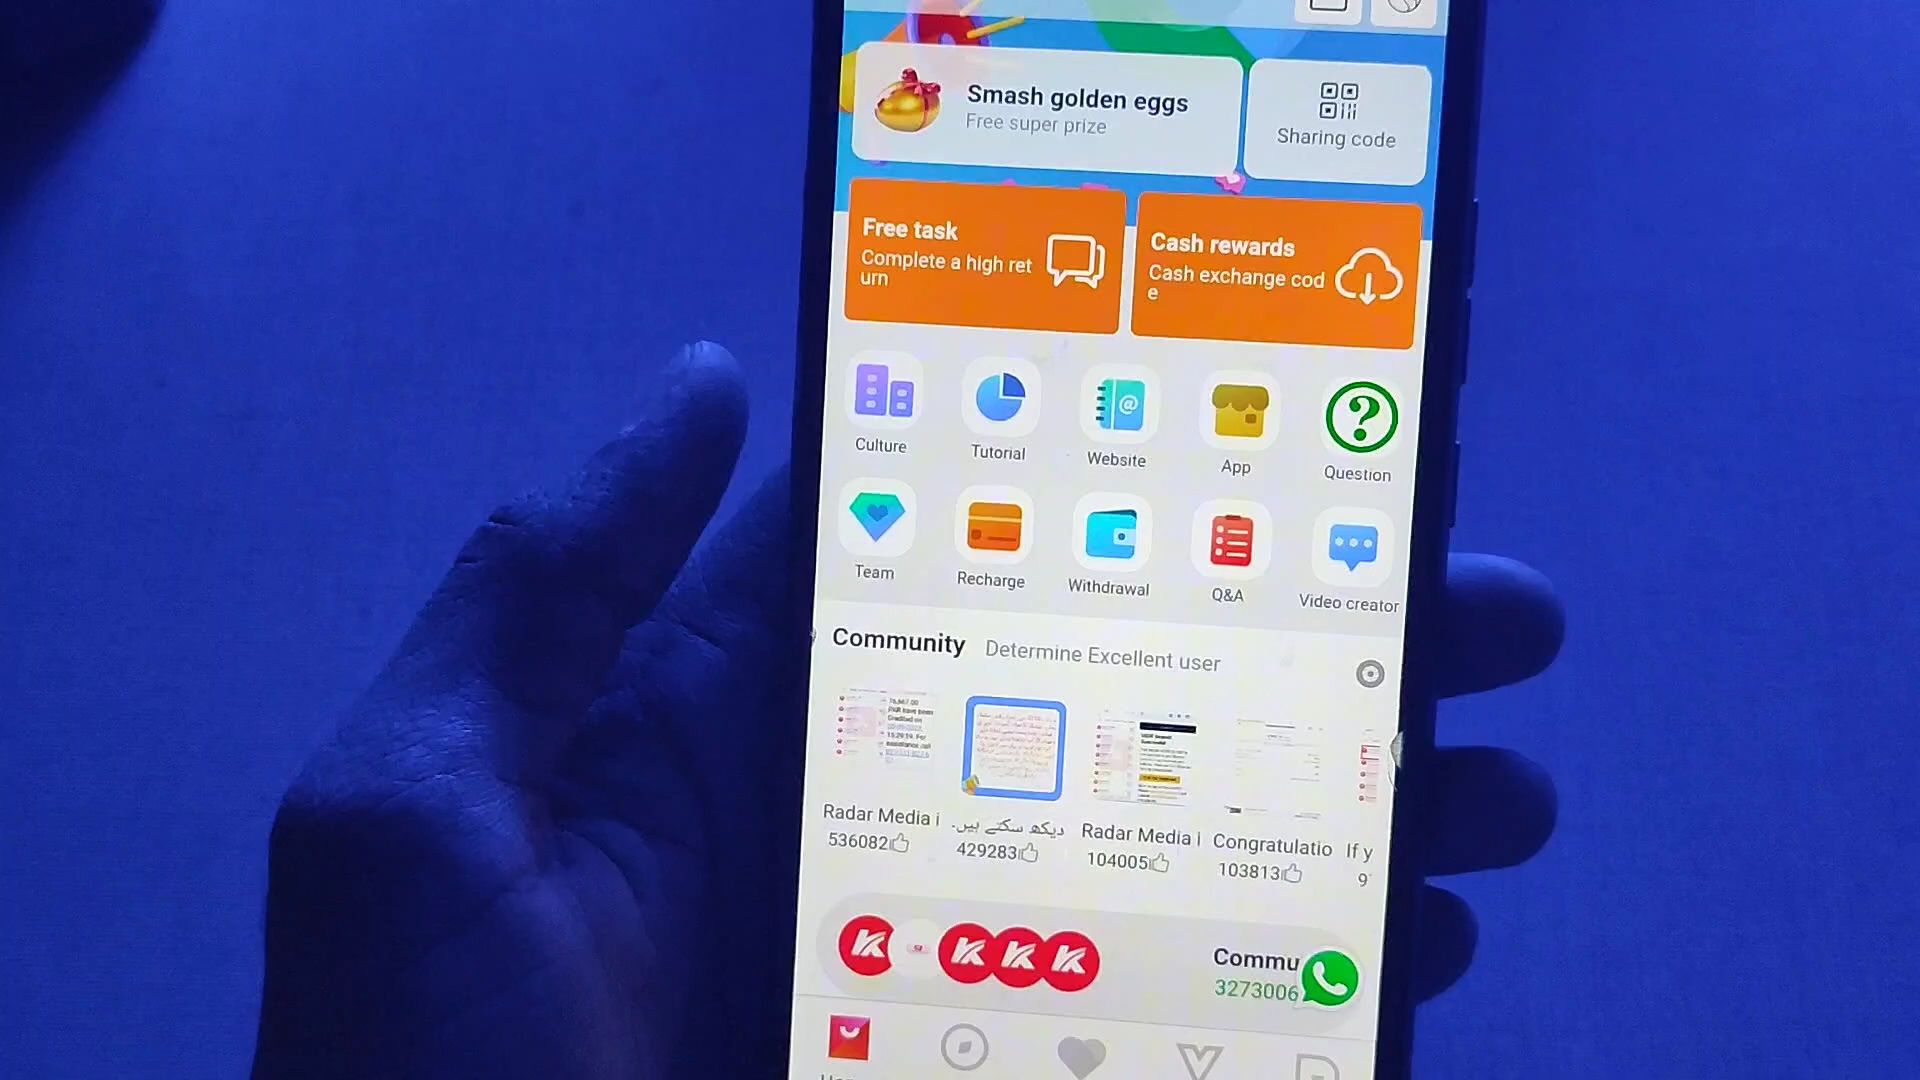 Smash golden eggs
Free super prize
Sharing code
Free task
Complete a high ret
urn
Cash rewards
Cash exchange cod
e
Culture
Tutorial
Website
App
Question
Team
Recharge
Withdrawal
Q&A
Video creator
Community
Determine Excellent user
Radar Media i
536082
دیکھ سکتے ہیں۔
429283
Radar Media i
104005
Congratulatio
103813
If y
Commu
3273006